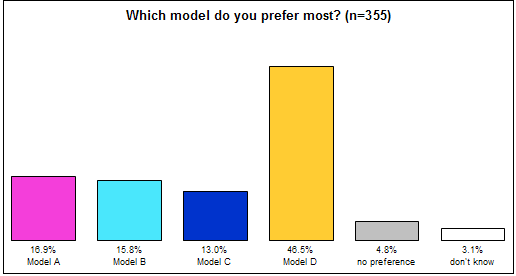 Which model do you prefer most? (n=355)
16.9% 15.8% 13.0% 46.5% 4.8% 3.1%
Model A Model B Model C Model D no preference don't know